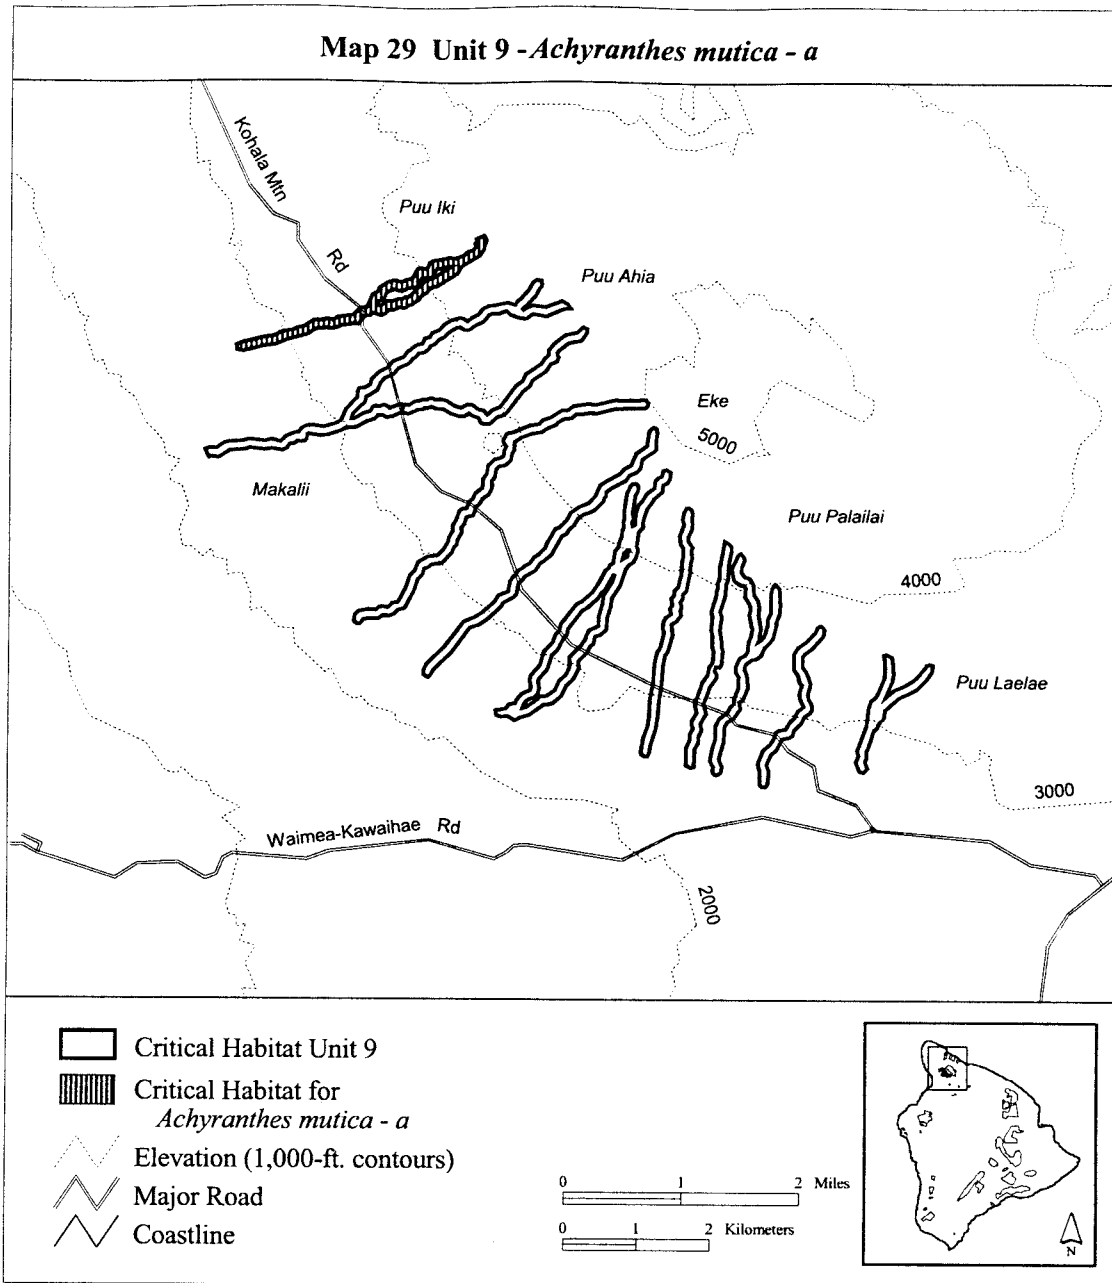 Map 29 Unit 9 - Achyranthes mutica - a
Kohala Mtn
Rd
Puu Iki
Puu Ahia
Eke
5000
Makalii
Puu Palailai
4000
Puu Laelae
3000
Waimea-Kawaihae Rd
2000
Critical Habitat Unit 9
Critical Habitat for
Achyranthes mutica - a
Elevation (1,000-ft. contours)
Major Road
Coastline
0 1 2 Miles
0 1 2 Kilometers
N